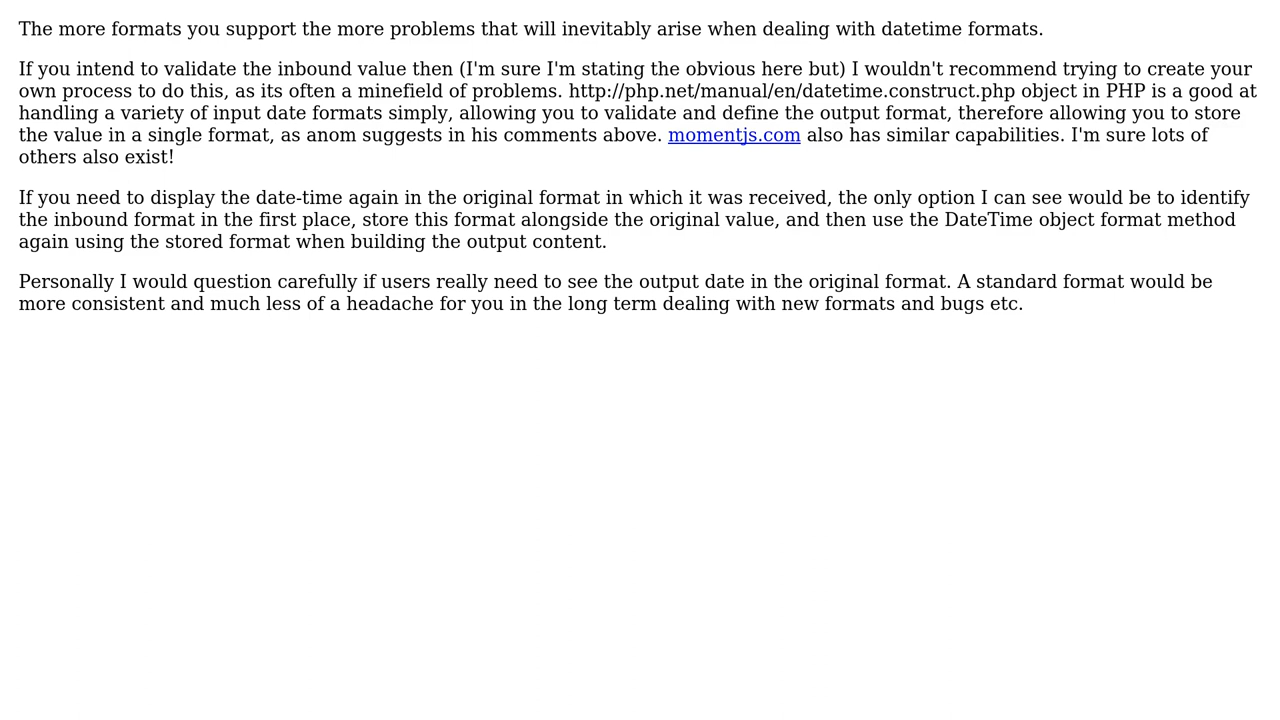 The more formats you support the more problems that will inevitably arise when dealing with datetime formats.
If you intend to validate the inbound value then (I'm sure I'm stating the obvious here but) I wouldn't recommend trying to create your
own process to do this, as its often a minefield of problems. http://php.net/manual/en/datetime.construct.php object in PHP is a good at
handling a variety of input date formats simply, allowing you to validate and define the output format, therefore allowing you to store
the value in a single format, as anom suggests in his comments above. momentjs.com also has similar capabilities. I'm sure lots of
others also exist!
If you need to display the date-time again in the original format in which it was received, the only option I can see would be to identify
the inbound format in the first place, store this format alongside the original value, and then use the DateTime object format method
again using the stored format when building the output content.
Personally I would question carefully if users really need to see the output date in the original format. A standard format would be
more consistent and much less of a headache for you in the long term dealing with new formats and bugs etc.